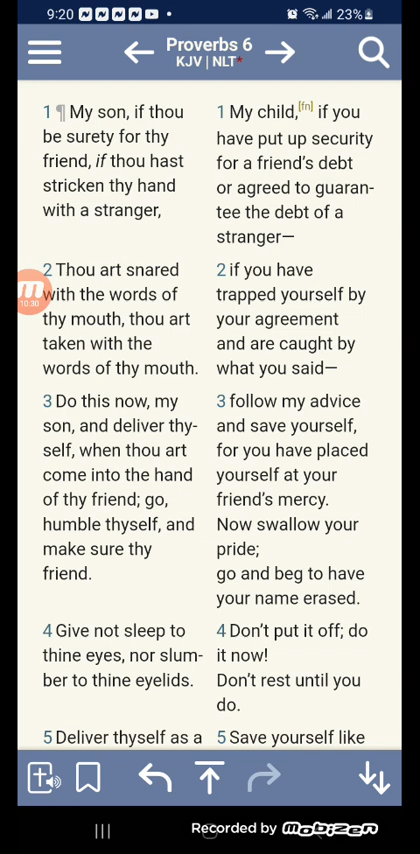 9:20
23%
Proverbs 6
KJV | NLT*
1 ¶ My son, if thou
be surety for thy
friend, if thou hast
stricken thy hand
with a stranger,
2 Thou art snared
with the words of
thy mouth, thou art
taken with the
words of thy mouth.
3 Do this now, my
son, and deliver thy-
self, when thou art
come into the hand
of thy friend; go,
humble thyself, and
make sure thy
friend.
4 Give not sleep to
thine eyes, nor slum-
ber to thine eyelids.
5 Deliver thyself as a
1 My child,[fn] if you
have put up security
for a friend's debt
or agreed to guaran-
tee the debt of a
stranger—
2 if you have
trapped yourself by
your agreement
and are caught by
what you said—
3 follow my advice
and save yourself,
for you have placed
yourself at your
friend's mercy.
Now swallow your
pride;
go and beg to have
your name erased.
4 Don't put it off; do
it now!
Don't rest until you
do.
5 Save yourself like
10:30
Recorded by mobizen